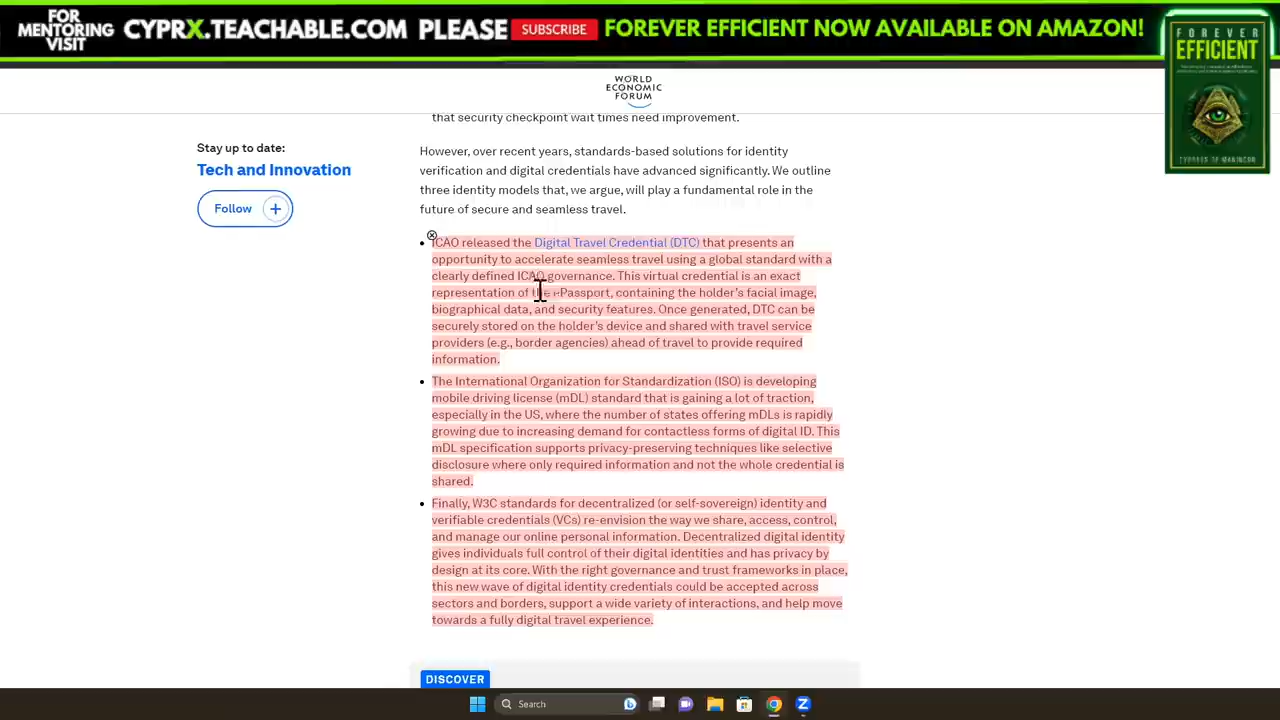 FOR
MENTORING
VISIT
CYPRX.TEACHABLE.COM PLEASE SUBSCRIBE FOREVER EFFICIENT NOW AVAILABLE ON AMAZON!
FOREVER
EFFICIENT
WORLD
ECONOMIC
FORUM
that security checkpoint wait times need improvement.
Stay up to date:
Tech and Innovation
Follow
However, over recent years, standards-based solutions for identity
verification and digital credentials have advanced significantly. We outline
three identity models that, we argue, will play a fundamental role in the
future of secure and seamless travel.
ICAO released the Digital Travel Credential (DTC) that presents an
opportunity to accelerate seamless travel using a global standard with a
clearly defined ICAO governance. This virtual credential is an exact
representation of the e-Passport, containing the holder's facial image,
biographical data, and security features. Once generated, DTC can be
securely stored on the holder's device and shared with travel service
providers (e.g., border agencies) ahead of travel to provide required
information.
The International Organization for Standardization (ISO) is developing
mobile driving license (mDL) standard that is gaining a lot of traction,
especially in the US, where the number of states offering mDLs is rapidly
growing due to increasing demand for contactless forms of digital ID. This
mDL specification supports privacy-preserving techniques like selective
disclosure where only required information and not the whole credential is
shared.
Finally, W3C standards for decentralized (or self-sovereign) identity and
verifiable credentials (VCs) re-envision the way we share, access, control,
and manage our online personal information. Decentralized digital identity
gives individuals full control of their digital identities and has privacy by
design at its core. With the right governance and trust frameworks in place,
this new wave of digital identity credentials could be accepted across
sectors and borders, support a wide variety of interactions, and help move
towards a fully digital travel experience.
DISCOVER
Search